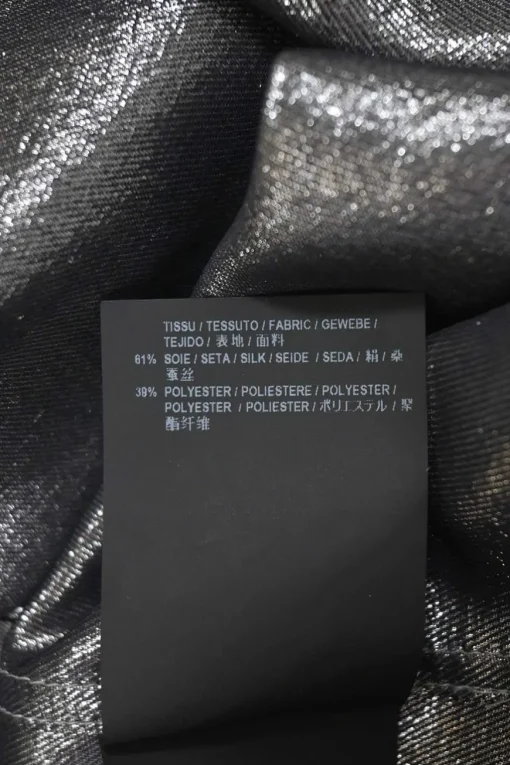 TISSU / TESSUTO / FABRIC / GEWEBE /
TEJIDO / 表地 / 面料
61% SOIE / SETA / SILK / SEIDE / SEDA / 絹 / 桑
蚕丝
39% POLYESTER / POLIESTERE / POLYESTER /
POLYESTER / POLIESTER / ポリエステル / 聚
酯纤维